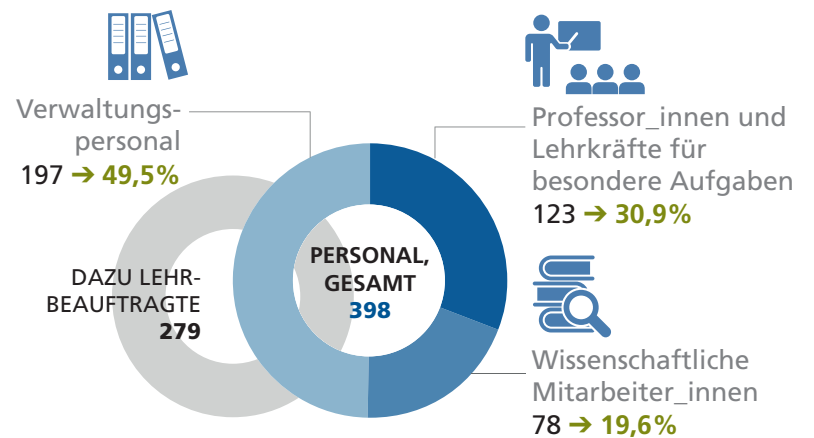 Verwaltungs-
personal
197 ➔ 49,5%
Professor_innen und
Lehrkräfte für
besondere Aufgaben
123 ➔ 30,9%
DAZU LEHR-
BEAUFTRAGTE
279
PERSONAL,
GESAMT
398
Wissenschaftliche
Mitarbeiter_innen
78 ➔ 19,6%